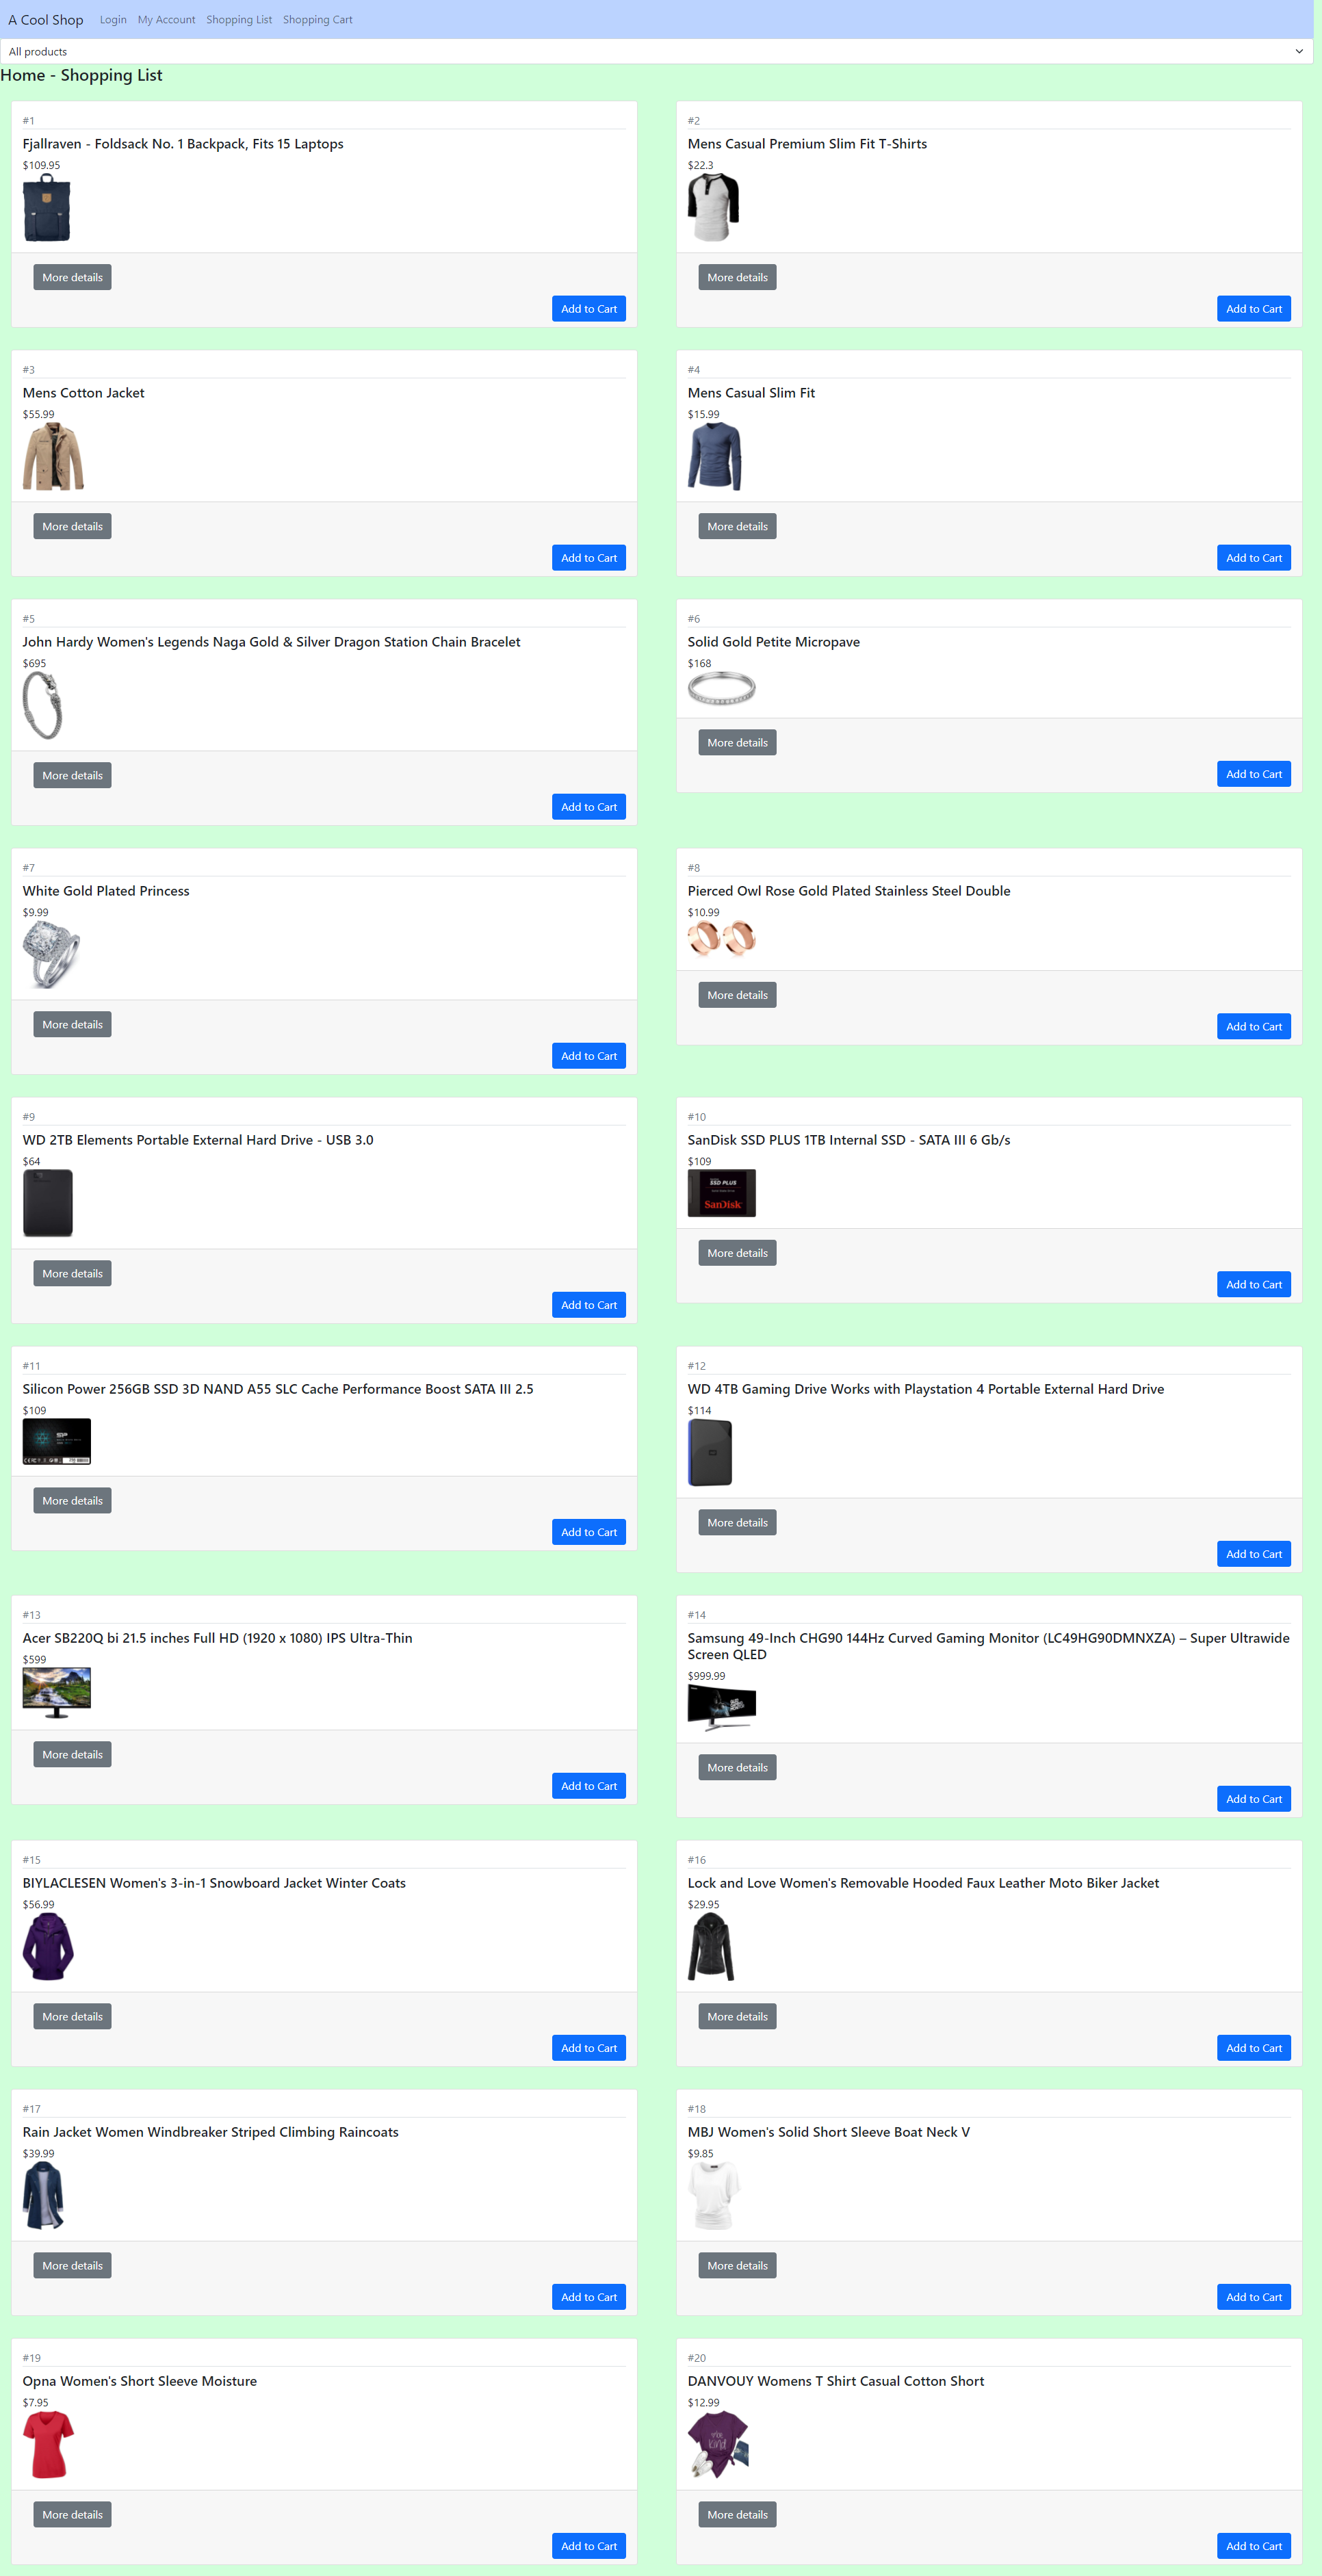 A Cool Shop Login My Account Shopping List Shopping Cart
All products
Home - Shopping List
#1
Fjallraven - Foldsack No. 1 Backpack, Fits 15 Laptops
$109.95
More details
Add to Cart
#2
Mens Casual Premium Slim Fit T-Shirts
$22.3
More details
Add to Cart
#3
Mens Cotton Jacket
$55.99
More details
Add to Cart
#4
Mens Casual Slim Fit
$15.99
More details
Add to Cart
#5
John Hardy Women's Legends Naga Gold & Silver Dragon Station Chain Bracelet
$695
More details
Add to Cart
#6
Solid Gold Petite Micropave
$168
More details
Add to Cart
#7
White Gold Plated Princess
$9.99
More details
Add to Cart
#8
Pierced Owl Rose Gold Plated Stainless Steel Double
$10.99
More details
Add to Cart
#9
WD 2TB Elements Portable External Hard Drive - USB 3.0
$64
More details
Add to Cart
#10
SanDisk SSD PLUS 1TB Internal SSD - SATA III 6 Gb/s
$109
SSD PLUS
SanDisk
More details
Add to Cart
#11
Silicon Power 256GB SSD 3D NAND A55 SLC Cache Performance Boost SATA III 2.5
$109
SP
More details
Add to Cart
#12
WD 4TB Gaming Drive Works with Playstation 4 Portable External Hard Drive
$114
More details
Add to Cart
#13
Acer SB220Q bi 21.5 inches Full HD (1920 x 1080) IPS Ultra-Thin
$599
More details
Add to Cart
#14
Samsung 49-Inch CHG90 144Hz Curved Gaming Monitor (LC49HG90DMNXZA) – Super Ultrawide
Screen QLED
$999.99
More details
Add to Cart
#15
BIYLACLESEN Women's 3-in-1 Snowboard Jacket Winter Coats
$56.99
More details
Add to Cart
#16
Lock and Love Women's Removable Hooded Faux Leather Moto Biker Jacket
$29.95
More details
Add to Cart
#17
Rain Jacket Women Windbreaker Striped Climbing Raincoats
$39.99
More details
Add to Cart
#18
MBJ Women's Solid Short Sleeve Boat Neck V
$9.85
More details
Add to Cart
#19
Opna Women's Short Sleeve Moisture
$7.95
More details
Add to Cart
#20
DANVOUY Womens T Shirt Casual Cotton Short
$12.99
KIND
More details
Add to Cart